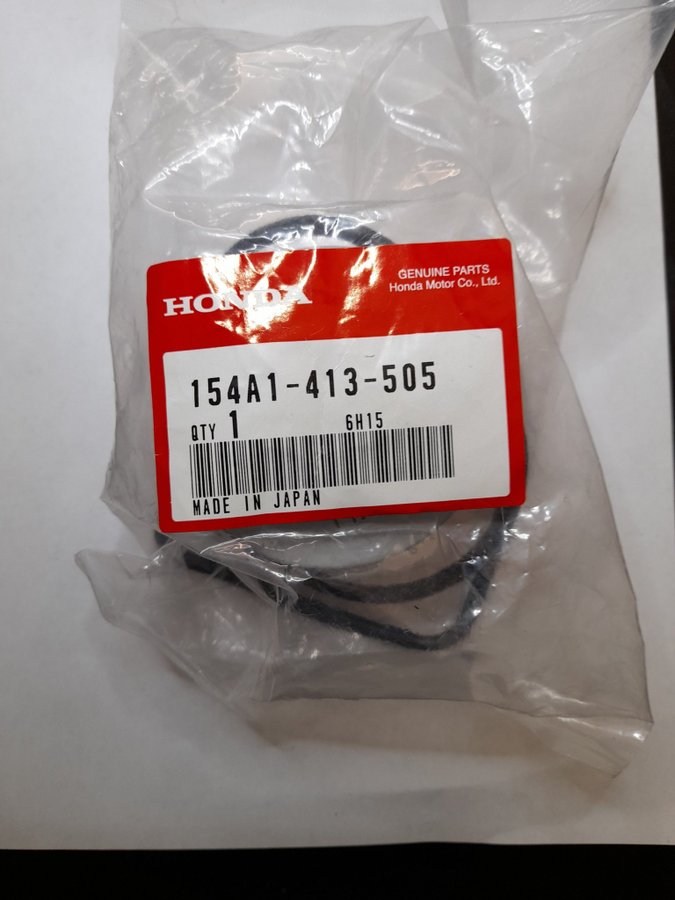 HONDA
GENUINE PARTS
Honda Motor Co., Ltd.
154A1-413-505
QTY 1 6H15
MADE IN JAPAN